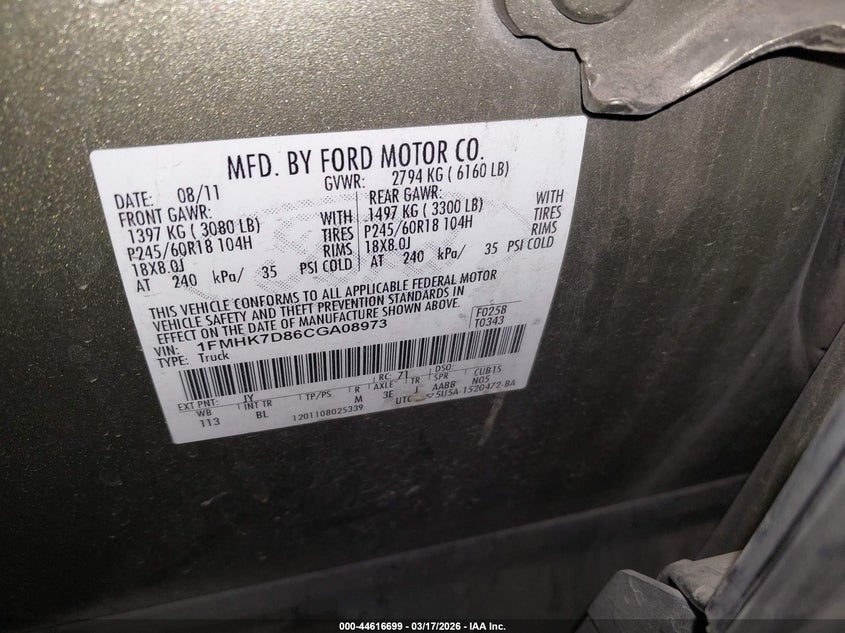 MFD. BY FORD MOTOR CO.
DATE: 08/11 GVWR: 2794 KG ( 6160 LB)
FRONT GAWR: REAR GAWR:
1397 KG ( 3080 LB) WITH 1497 KG ( 3300 LB) WITH
P245/60R18 104H TIRES P245/60R18 104H TIRES
18X8.0J RIMS 18X8.0J RIMS
AT 240 kPa/ 35 PSI COLD AT 240 kPa/ 35 PSI COLD
THIS VEHICLE CONFORMS TO ALL APPLICABLE FEDERAL MOTOR
VEHICLE SAFETY AND THEFT PREVENTION STANDARDS IN
EFFECT ON THE DATE OF MANUFACTURE SHOWN ABOVE.
VIN: 1FMHK7D86CGA08973 F0258
TYPE: Truck T0343
EXT PNT: JY RC: 71 DSO:
WB INT TR TP/PS R AXLE TR SPR CUB1S
113 BL M 3E J AABB N05
1201108025339 UTC ▽5U5A-1520472-BA
000-44616699 - 03/17/2026 - IAA Inc.